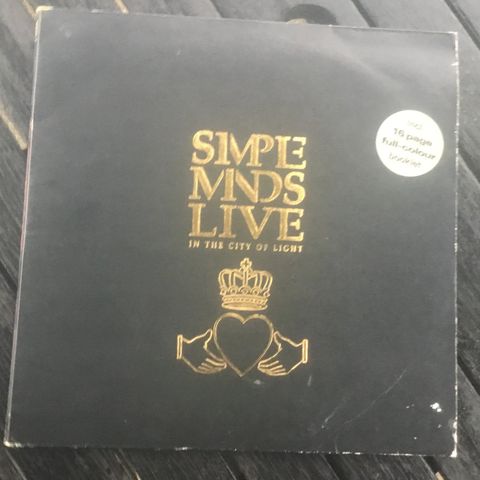 SIMPLE
MINDS
LIVE
IN THE CITY OF LIGHT
incl.
16 page
full-colour
booklet